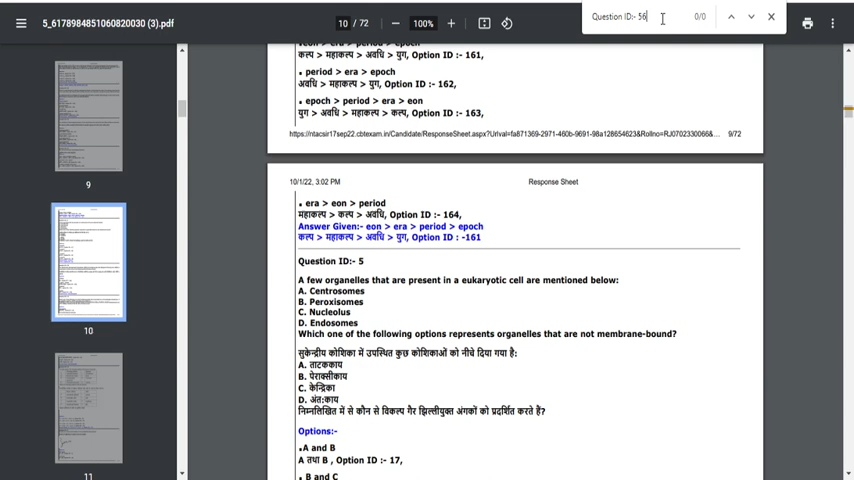 5_6178984851060820030 (3).pdf
10 / 72
100%
Question ID:- 56
0/0
कल्प > महाकल्प > अवधि > युग, Option ID :- 161,
. period > era > epoch
अवधि > महाकल्प > युग, Option ID :- 162,
. epoch > period > era > eon
युग > अवधि > महाकल्प > कल्प, Option ID :- 163,
https://ntacsir17sep22.cbtexam.in/Candidate/ResponseSheet.aspx?Urlval=fa871369-2971-460b-9691-98a128654623&Rollno=RJ0702330066&... 9/72
9
10/1/22, 3:02 PM
Response Sheet
. era > eon > period
महाकल्प > कल्प > अवधि, Option ID :- 164,
Answer Given:- eon > era > period > epoch
कल्प > महाकल्प > अवधि > युग, Option ID : -161
Question ID:- 5
A few organelles that are present in a eukaryotic cell are mentioned below:
A. Centrosomes
B. Peroxisomes
C. Nucleolus
D. Endosomes
Which one of the following options represents organelles that are not membrane-bound?
10
सुकेन्द्रीय कोशिका में उपस्थित कुछ कोशिकाओं को नीचे दिया गया है:
A. ताटककाय
B. पेराक्सीकाय
C. केन्द्रिका
D. अंत:काय
निम्नलिखित में से कौन से विकल्प गैर झिल्लीयुक्त अंगकों को प्रदर्शित करते हैं?
Options:-
.A and B
A तथा B , Option ID :- 17,
. B and C
11